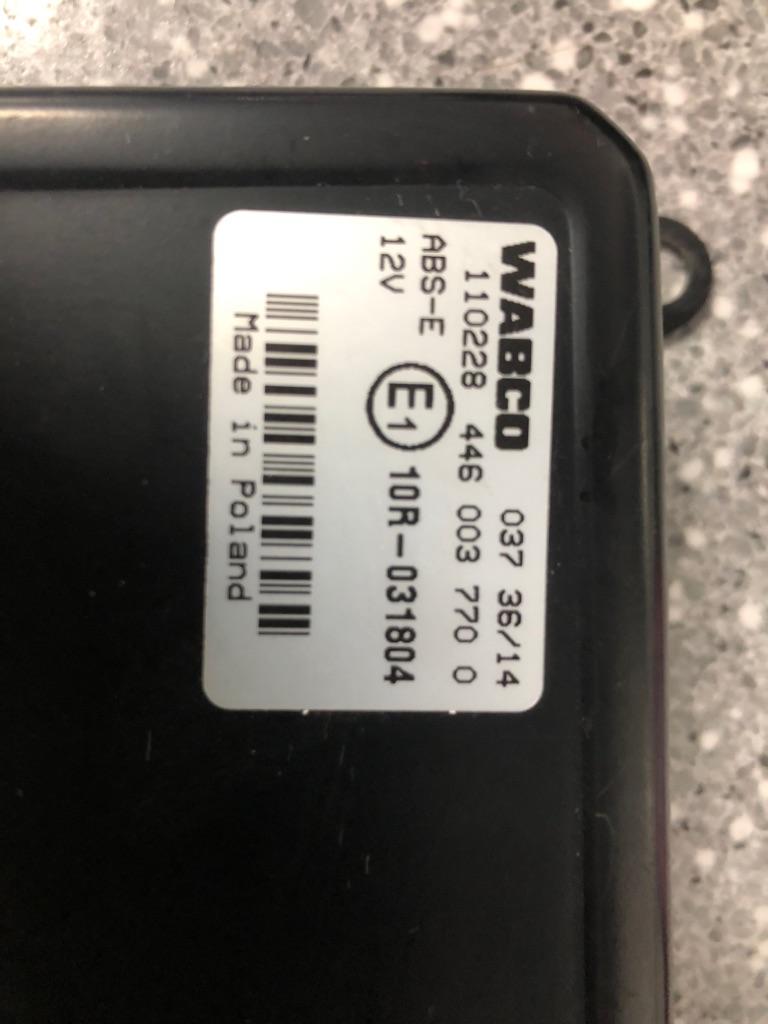 WABCO 037 36/14
110228 446 003 770 0
ABS-E
12V E1 10R-031804
Made in Poland